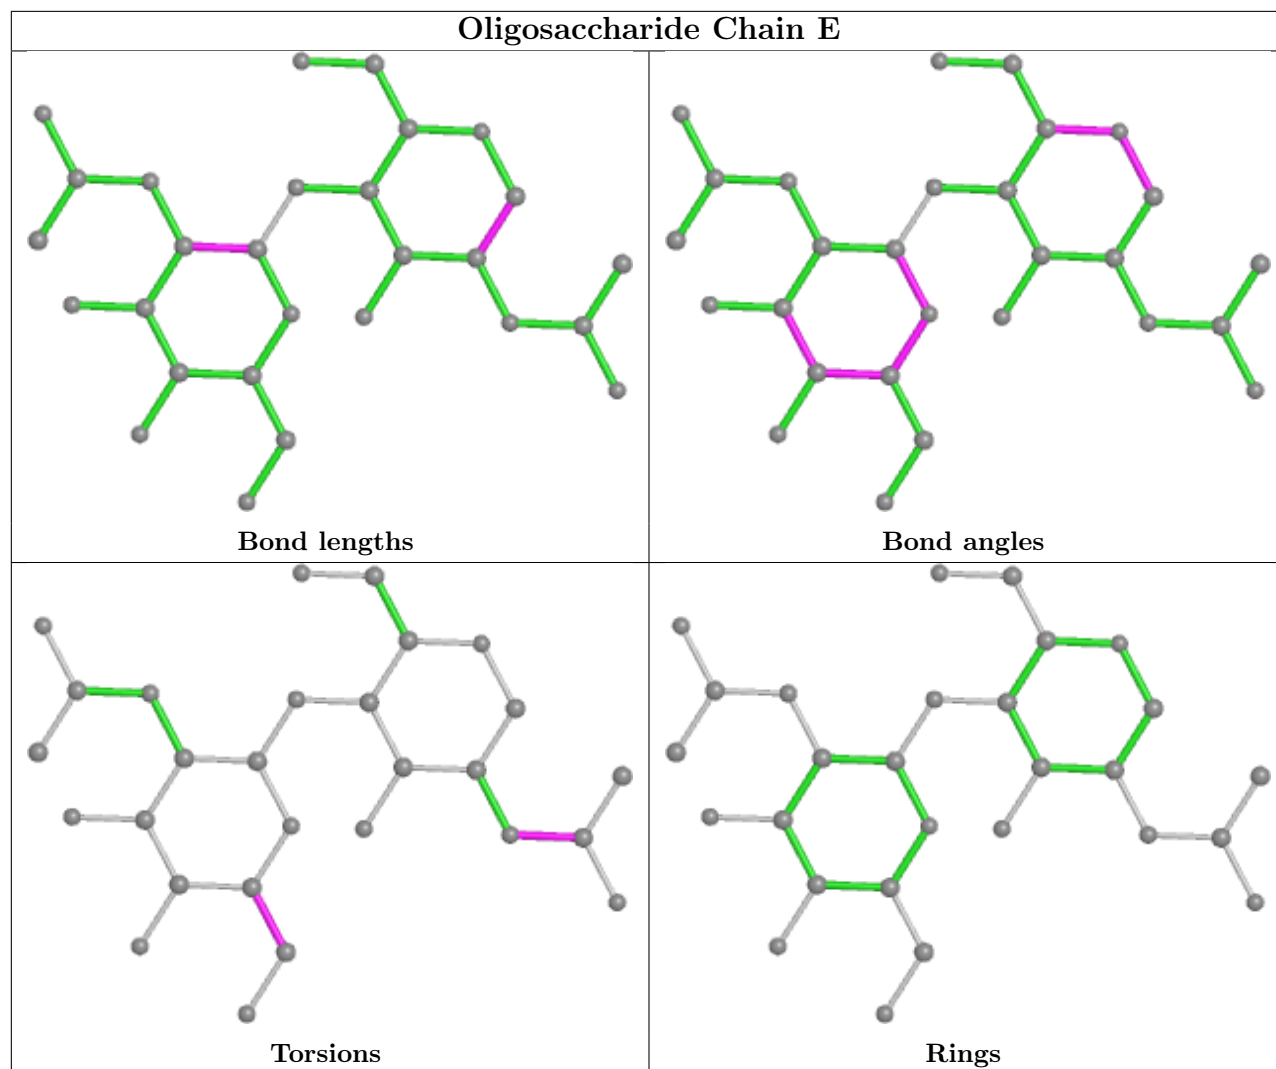 Oligosaccharide Chain E
Bond lengths
Bond angles
Torsions
Rings